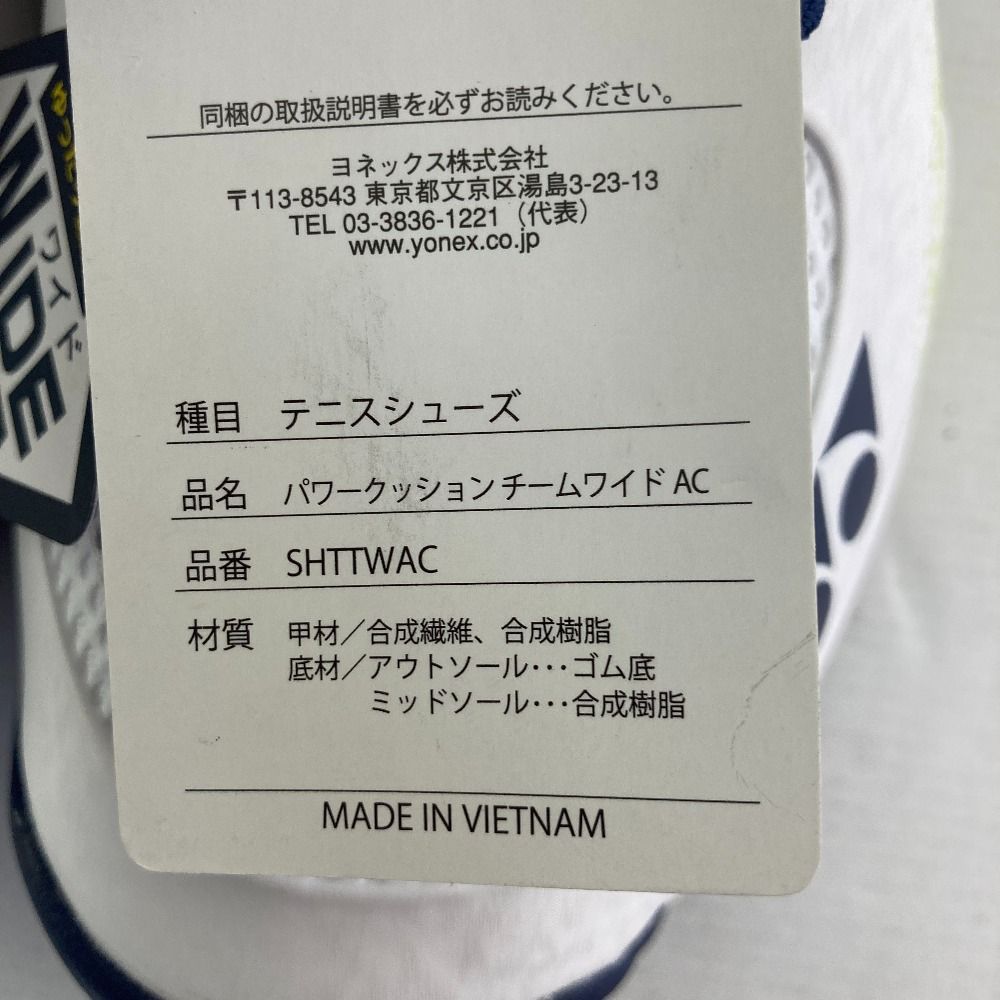 同梱の取扱説明書を必ずお読みください。
ヨネックス株式会社
〒113-8543 東京都文京区湯島3-23-13
TEL 03-3836-1221（代表）
www.yonex.co.jp
種目 テニスシューズ
品名 パワークッションチームワイド AC
品番 SHTTWAC
材質 甲材／合成繊維、合成樹脂
底材／アウトソール･･･ゴム底
ミッドソール･･･合成樹脂
MADE IN VIETNAM
WIDE
ワイド